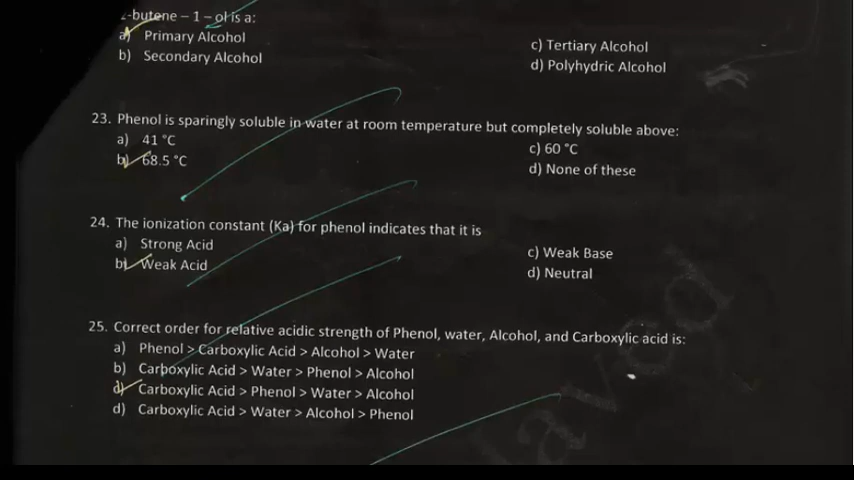 -butene – 1 – ol is a:
a) Primary Alcohol
b) Secondary Alcohol
c) Tertiary Alcohol
d) Polyhydric Alcohol
23. Phenol is sparingly soluble in water at room temperature but completely soluble above:
a) 41 °C
b) 68.5 °C
c) 60 °C
d) None of these
24. The ionization constant (Ka) for phenol indicates that it is
a) Strong Acid
b) Weak Acid
c) Weak Base
d) Neutral
25. Correct order for relative acidic strength of Phenol, water, Alcohol, and Carboxylic acid is:
a) Phenol > Carboxylic Acid > Alcohol > Water
b) Carboxylic Acid > Water > Phenol > Alcohol
Carboxylic Acid > Phenol > Water > Alcohol
d) Carboxylic Acid > Water > Alcohol > Phenol